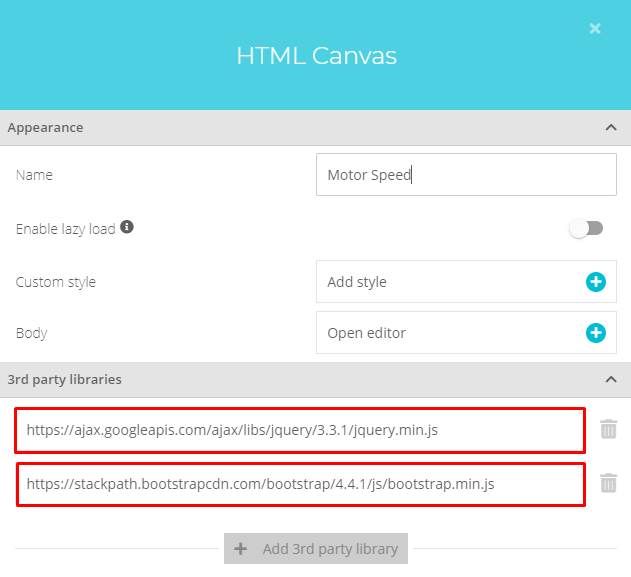 HTML Canvas
Appearance
Name
Motor Speed
Enable lazy load
Custom style
Add style
Body
Open editor
3rd party libraries
https://ajax.googleapis.com/ajax/libs/jquery/3.3.1/jquery.min.js
https://stackpath.bootstrapcdn.com/bootstrap/4.4.1/js/bootstrap.min.js
Add 3rd party library